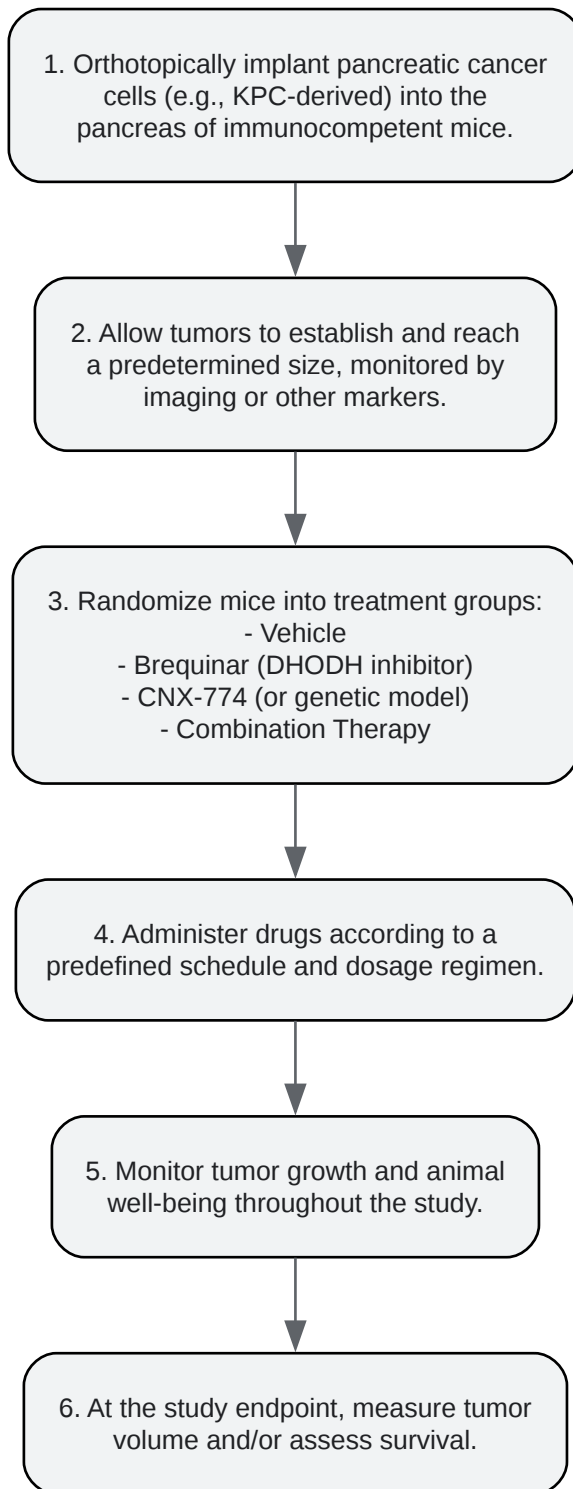 1. Orthotopically implant pancreatic cancer
cells (e.g., KPC-derived) into the
pancreas of immunocompetent mice.
2. Allow tumors to establish and reach
a predetermined size, monitored by
imaging or other markers.
3. Randomize mice into treatment groups:
- Vehicle
- Brequinar (DHODH inhibitor)
- CNX-774 (or genetic model)
- Combination Therapy
4. Administer drugs according to a
predefined schedule and dosage regimen.
5. Monitor tumor growth and animal
well-being throughout the study.
6. At the study endpoint, measure tumor
volume and/or assess survival.